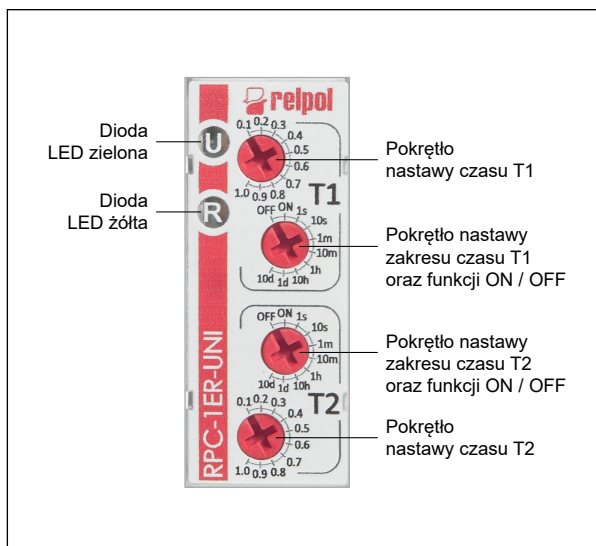 relpol
Dioda
LED zielona
U
0.1 0.2 0.3 0.4 0.5 0.6 0.7 0.8 0.9 1.0
T1
Pokrętło
nastawy czasu T1
Dioda
LED żółta
R
OFF ON 1s 10s 1m 10m 1h 10h 1d 10d
Pokrętło nastawy
zakresu czasu T1
oraz funkcji ON / OFF
OFF ON 1s 10s 1m 10m 1h 10h 1d 10d
Pokrętło nastawy
zakresu czasu T2
oraz funkcji ON / OFF
T2
0.1 0.2 0.3 0.4 0.5 0.6 0.7 0.8 0.9 1.0
Pokrętło
nastawy czasu T2
RPC-1ER-UNI